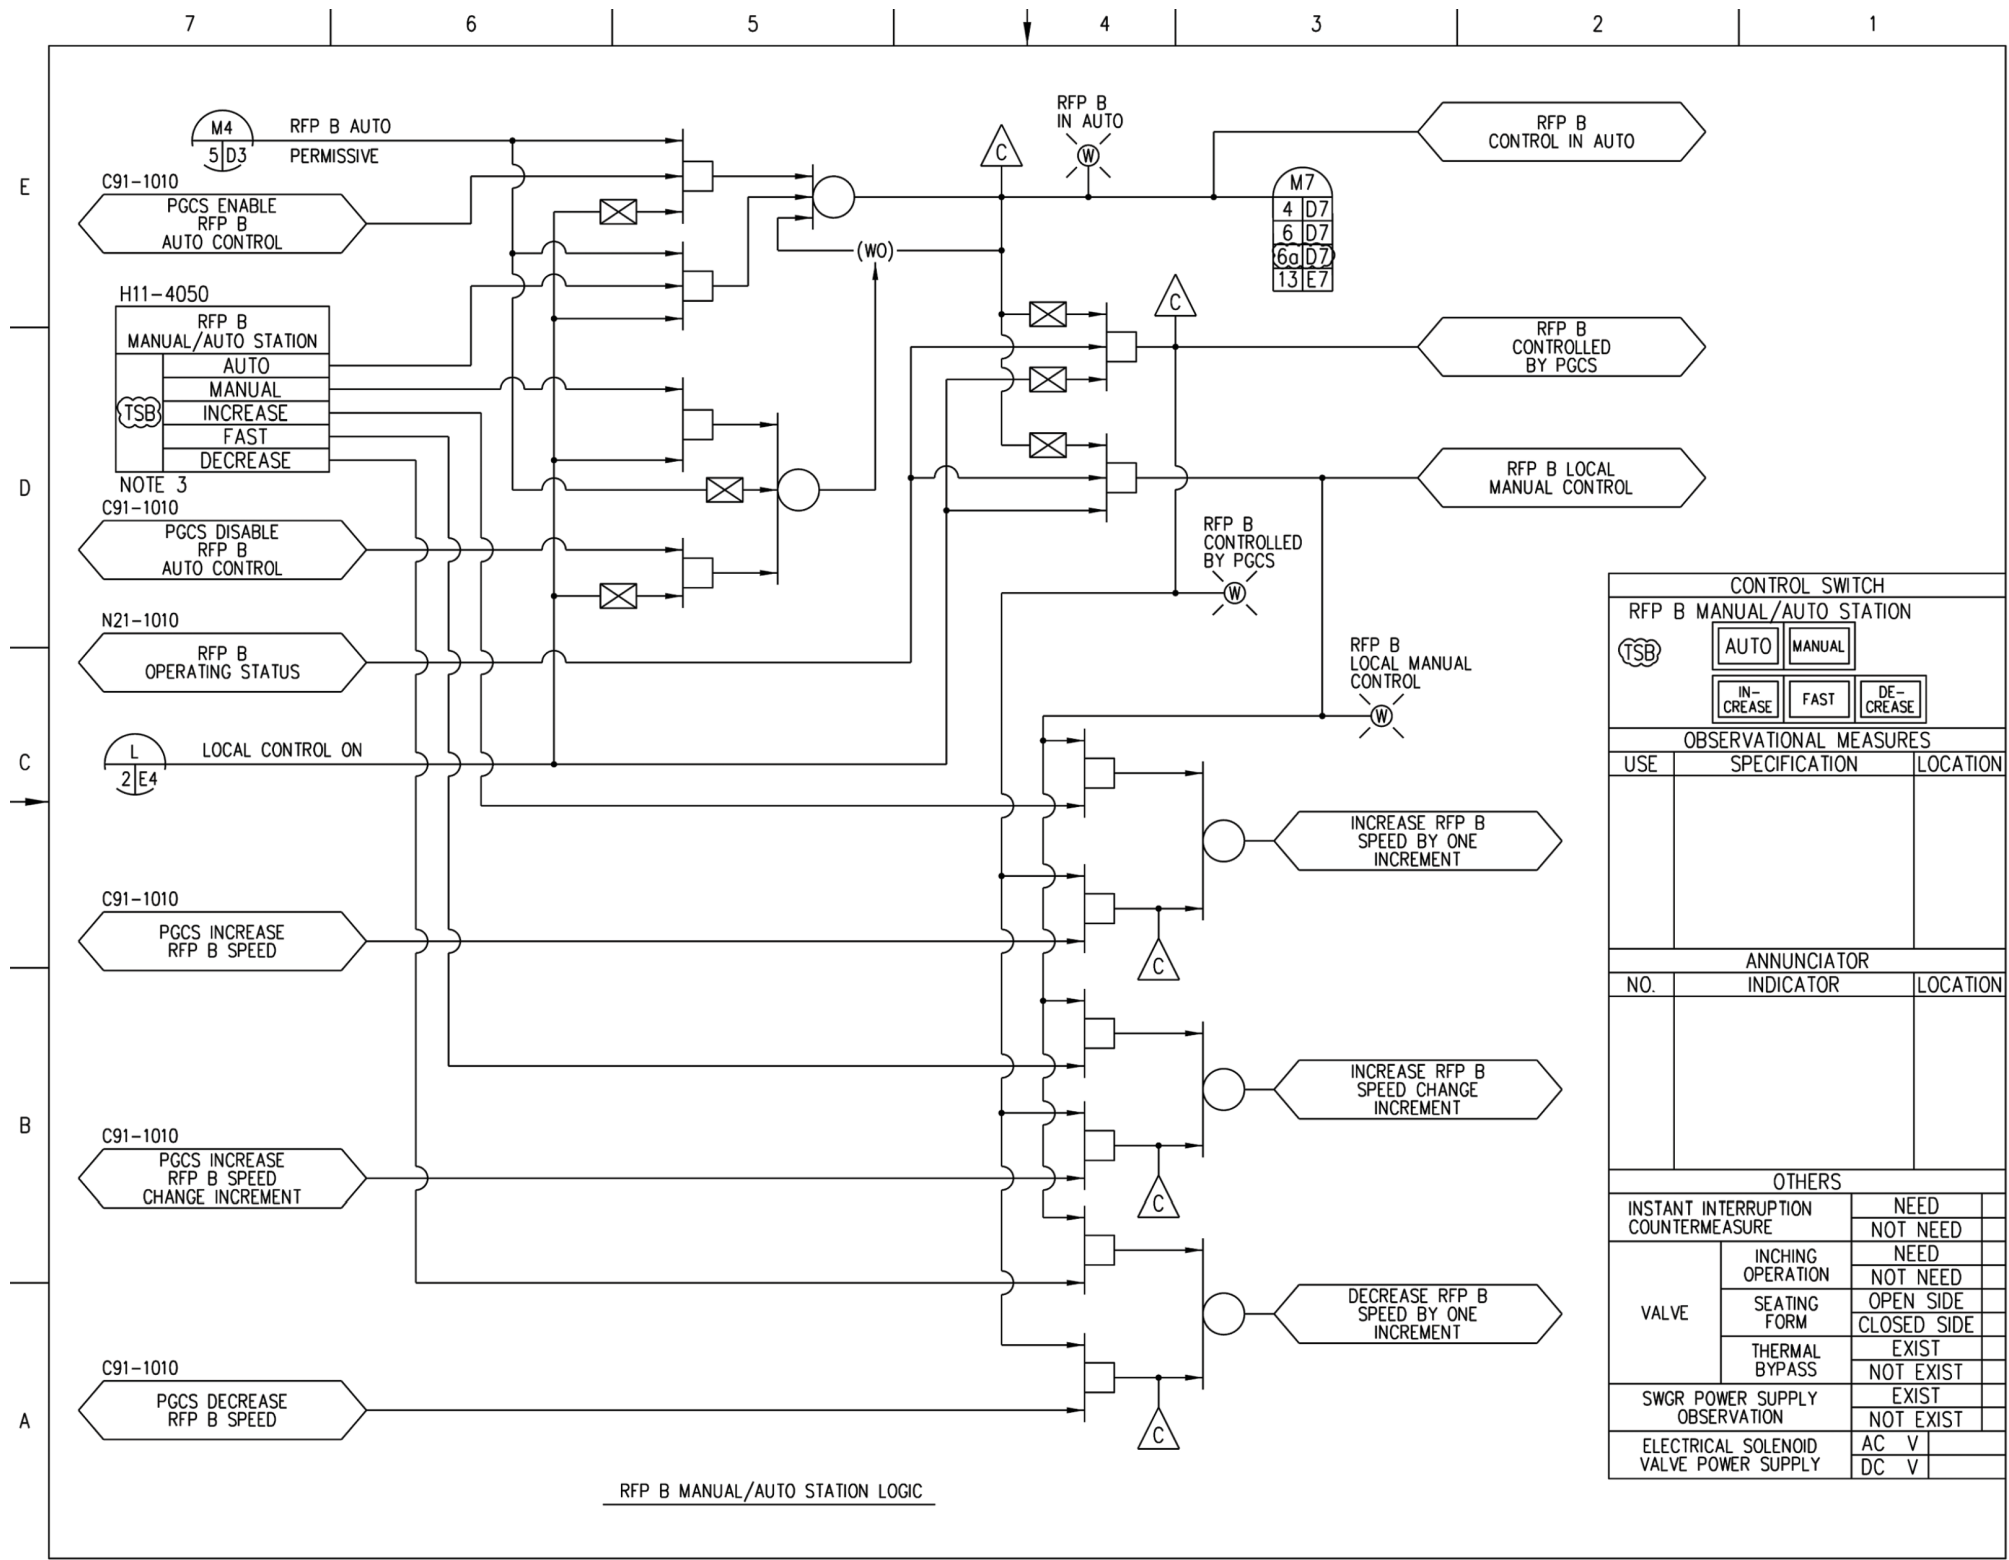 7 6 5 4 3 2 1
E
D
C
B
A
M4
5 D3
RFP B AUTO
PERMISSIVE
C91-1010
PGCS ENABLE
RFP B
AUTO CONTROL
H11-4050
RFP B
MANUAL/AUTO STATION
TSB
AUTO
MANUAL
INCREASE
FAST
DECREASE
NOTE 3
C91-1010
PGCS DISABLE
RFP B
AUTO CONTROL
N21-1010
RFP B
OPERATING STATUS
L
2 E4
LOCAL CONTROL ON
C91-1010
PGCS INCREASE
RFP B SPEED
C91-1010
PGCS INCREASE
RFP B SPEED
CHANGE INCREMENT
C91-1010
PGCS DECREASE
RFP B SPEED
(WO)
C
RFP B
IN AUTO
W
M7
4 D7
6 D7
6a D7
13 E7
RFP B
CONTROL IN AUTO
C
RFP B
CONTROLLED
BY PGCS
RFP B LOCAL
MANUAL CONTROL
RFP B
CONTROLLED
BY PGCS
W
RFP B
LOCAL MANUAL
CONTROL
W
INCREASE RFP B
SPEED BY ONE
INCREMENT
C
INCREASE RFP B
SPEED CHANGE
INCREMENT
C
DECREASE RFP B
SPEED BY ONE
INCREMENT
C
CONTROL SWITCH
RFP B MANUAL/AUTO STATION
TSB
AUTO MANUAL
IN-
CREASE
FAST
DE-
CREASE
OBSERVATIONAL MEASURES
USE SPECIFICATION LOCATION
ANNUNCIATOR
NO. INDICATOR LOCATION
OTHERS
INSTANT INTERRUPTION
COUNTERMEASURE
NEED
NOT NEED
VALVE
INCHING
OPERATION
NEED
NOT NEED
SEATING
FORM
OPEN SIDE
CLOSED SIDE
THERMAL
BYPASS
EXIST
NOT EXIST
SWGR POWER SUPPLY
OBSERVATION
EXIST
NOT EXIST
ELECTRICAL SOLENOID
VALVE POWER SUPPLY
AC V
DC V
RFP B MANUAL/AUTO STATION LOGIC